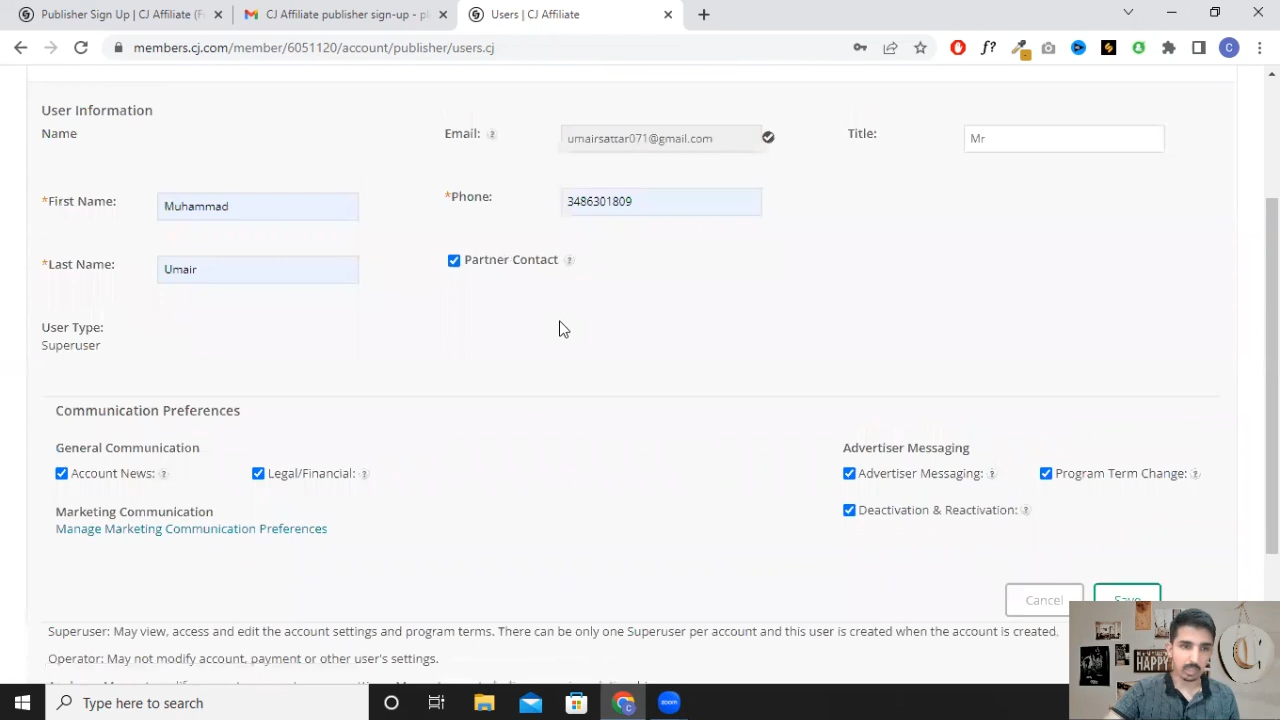 Publisher Sign Up | CJ Affiliate (F
CJ Affiliate publisher sign-up - pl
Users | CJ Affiliate
members.cj.com/member/6051120/account/publisher/users.cj
f?
C
User Information
Name
Email: ?
umairsattar071@gmail.com
Title:
Mr
*First Name:
Muhammad
*Phone:
3486301809
*Last Name:
Umair
Partner Contact ?
User Type:
Superuser
Communication Preferences
General Communication
Advertiser Messaging
Account News: ?
Legal/Financial: ?
Advertiser Messaging: ?
Program Term Change: ?
Marketing Communication
Manage Marketing Communication Preferences
Deactivation & Reactivation: ?
Cancel
Save
Superuser: May view, access and edit the account settings and program terms. There can be only one Superuser per account and this user is created when the account is created.
Operator: May not modify account, payment or other user's settings.
HAPPY
Type here to search
zoom